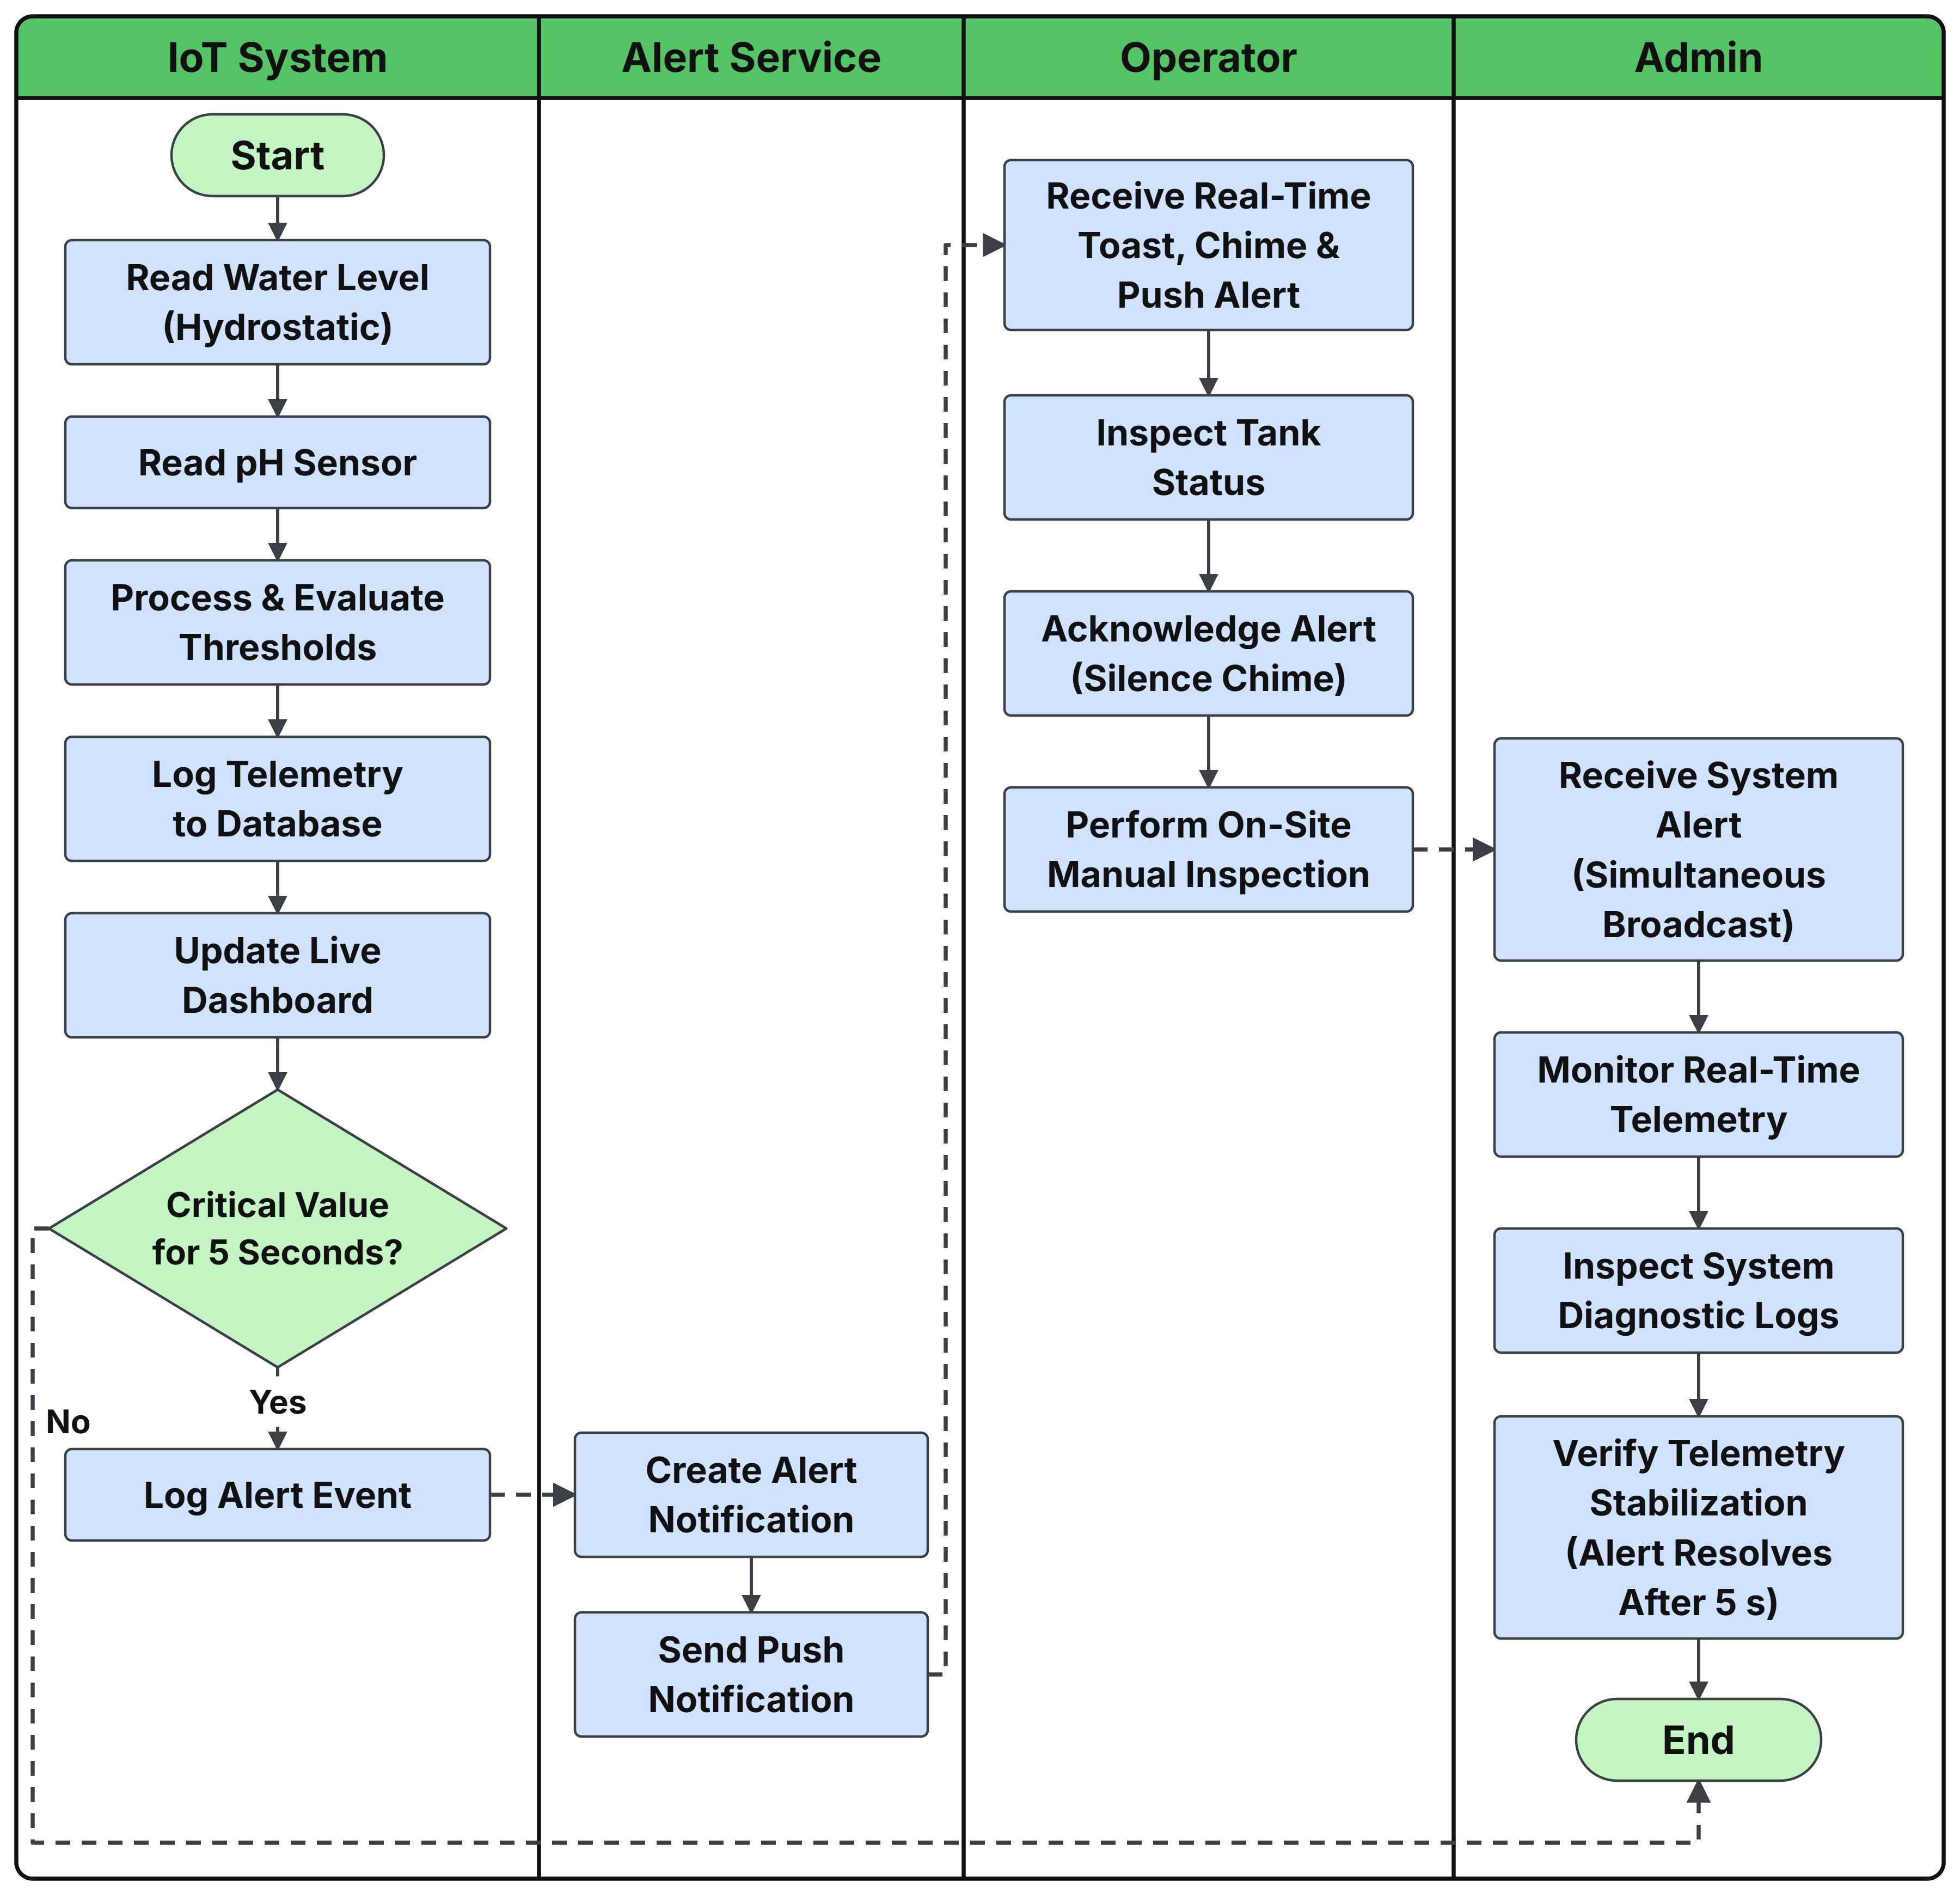 IoT System
Alert Service
Operator
Admin
Start
Read Water Level
(Hydrostatic)
Read pH Sensor
Process & Evaluate
Thresholds
Log Telemetry
to Database
Update Live
Dashboard
Critical Value
for 5 Seconds?
Yes
No
Log Alert Event
Create Alert
Notification
Send Push
Notification
Receive Real-Time
Toast, Chime &
Push Alert
Inspect Tank
Status
Acknowledge Alert
(Silence Chime)
Perform On-Site
Manual Inspection
Receive System
Alert
(Simultaneous
Broadcast)
Monitor Real-Time
Telemetry
Inspect System
Diagnostic Logs
Verify Telemetry
Stabilization
(Alert Resolves
After 5 s)
End